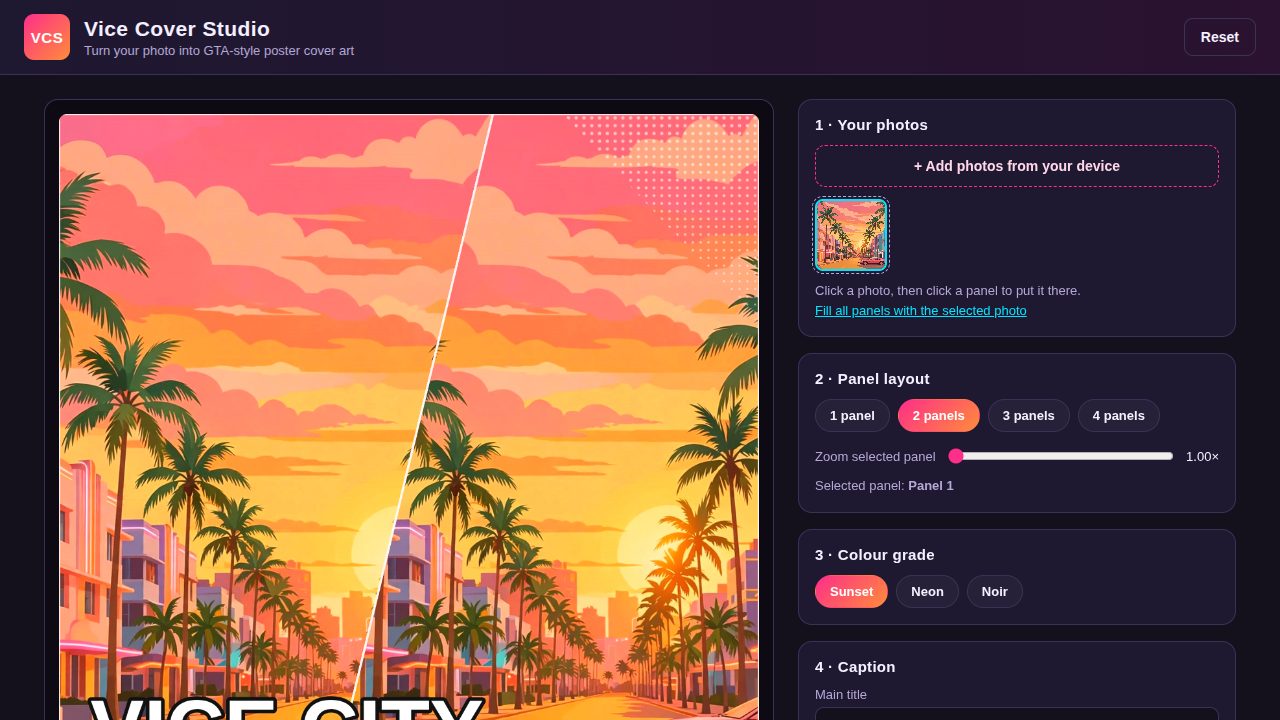 VCS
Vice Cover Studio
Turn your photo into GTA-style poster cover art
Reset
VICE CITY
1 · Your photos
+ Add photos from your device
Click a photo, then click a panel to put it there.
Fill all panels with the selected photo
2 · Panel layout
1 panel
2 panels
3 panels
4 panels
Zoom selected panel
1.00×
Selected panel: Panel 1
3 · Colour grade
Sunset
Neon
Noir
4 · Caption
Main title